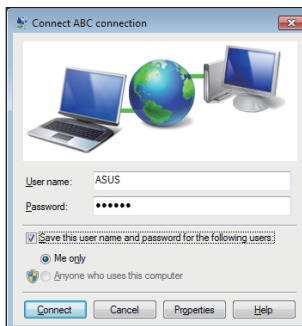 Connect ABC connection
User name: ASUS
Password: ••••••
Save this user name and password for the following users:
Me only
Anyone who uses this computer
Connect Cancel Properties Help